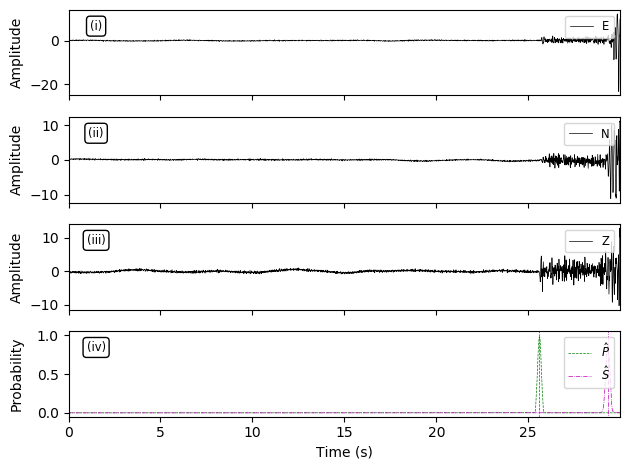 (i)
E
Amplitude
0
−20
(ii)
N
Amplitude
10
0
−10
(iii)
Z
Amplitude
10
0
−10
(iv)
P̂
Ŝ
Probability
1.0
0.5
0.0
0 5 10 15 20 25
Time (s)